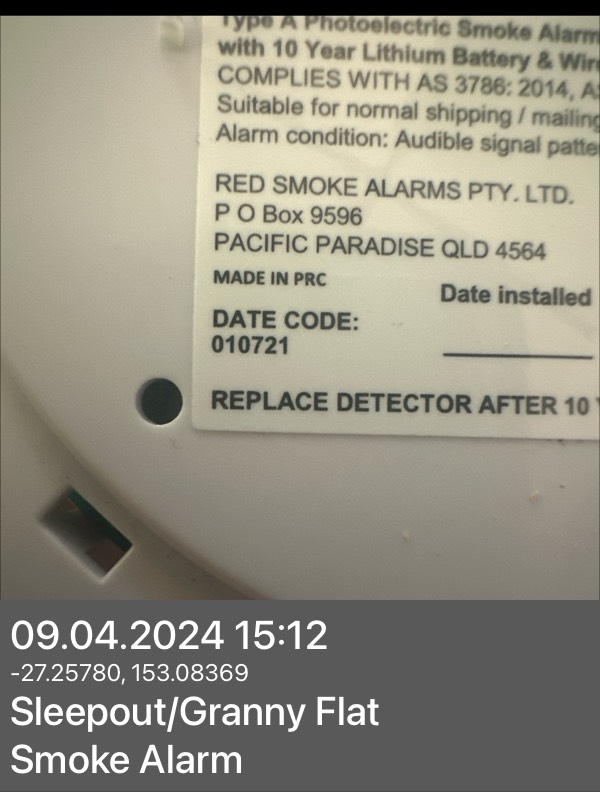 Type A Photoelectric Smoke Alarm
with 10 Year Lithium Battery & Wire
COMPLIES WITH AS 3786: 2014, A
Suitable for normal shipping / mailing
Alarm condition: Audible signal patte
RED SMOKE ALARMS PTY. LTD.
P O Box 9596
PACIFIC PARADISE QLD 4564
MADE IN PRC
Date installed
DATE CODE:
010721
REPLACE DETECTOR AFTER 10
09.04.2024 15:12
-27.25780, 153.08369
Sleepout/Granny Flat
Smoke Alarm